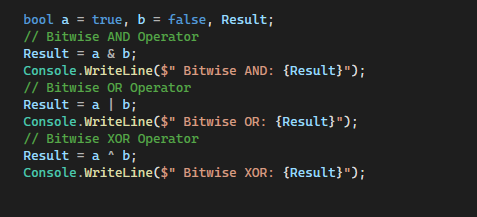 bool a = true, b = false, Result;
// Bitwise AND Operator
Result = a & b;
Console.WriteLine($" Bitwise AND: {Result}");
// Bitwise OR Operator
Result = a | b;
Console.WriteLine($" Bitwise OR: {Result}");
// Bitwise XOR Operator
Result = a ^ b;
Console.WriteLine($" Bitwise XOR: {Result}");